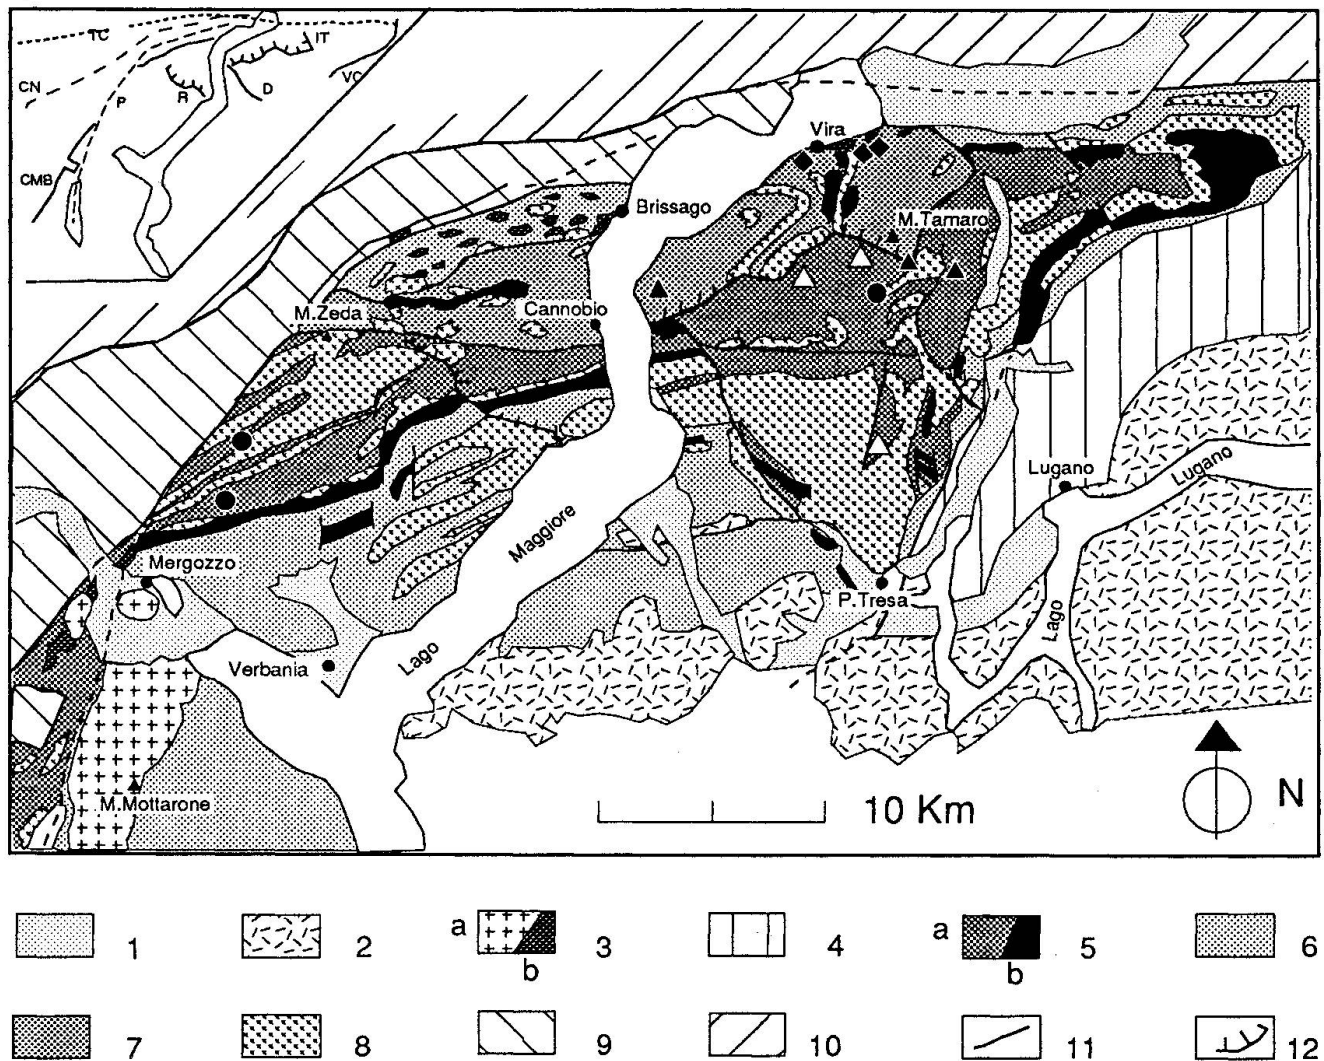 TC
IT
CN
P
R
D
VC
CMB
Vira
Brissago
M.Tamaro
M.Zeda
Cannobio
Lugano
Lugano
Maggiore
Mergozzo
P.Tresa
Lago
Verbania
Lago
M.Mottarone
10 Km
N
1
2
a
b
3
4
a
b
5
6
7
8
9
10
11
12